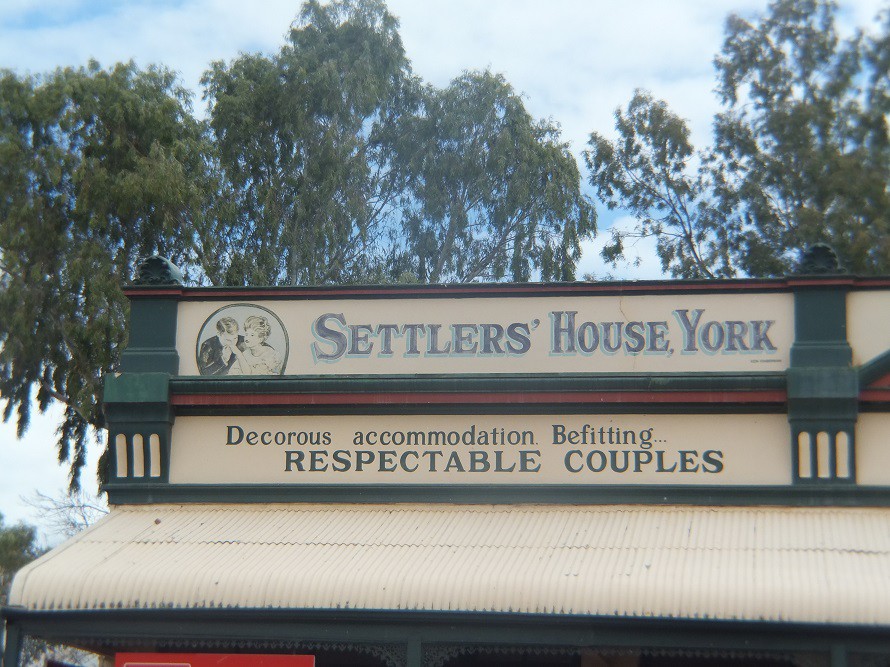 SETTLERS' HOUSE, YORK
Decorous accommodation. Befitting...
RESPECTABLE COUPLES